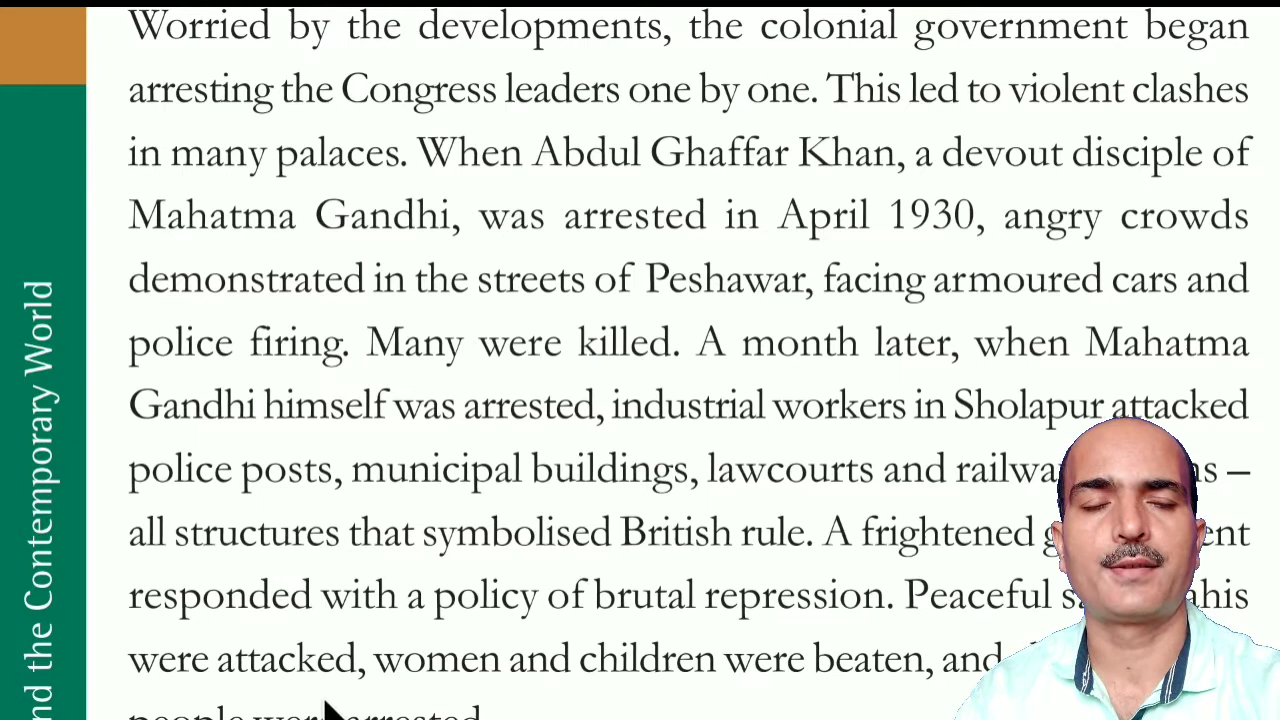 Worried by the developments, the colonial government began
arresting the Congress leaders one by one. This led to violent clashes
in many palaces. When Abdul Ghaffar Khan, a devout disciple of
Mahatma Gandhi, was arrested in April 1930, angry crowds
demonstrated in the streets of Peshawar, facing armoured cars and
police firing. Many were killed. A month later, when Mahatma
Gandhi himself was arrested, industrial workers in Sholapur attacked
police posts, municipal buildings, lawcourts and –
all structures that symbolised British rule. A frightened
responded with a policy of brutal repression. Peaceful
were attacked, women and children were beaten, and
people were arrested.
nd the Contemporary World